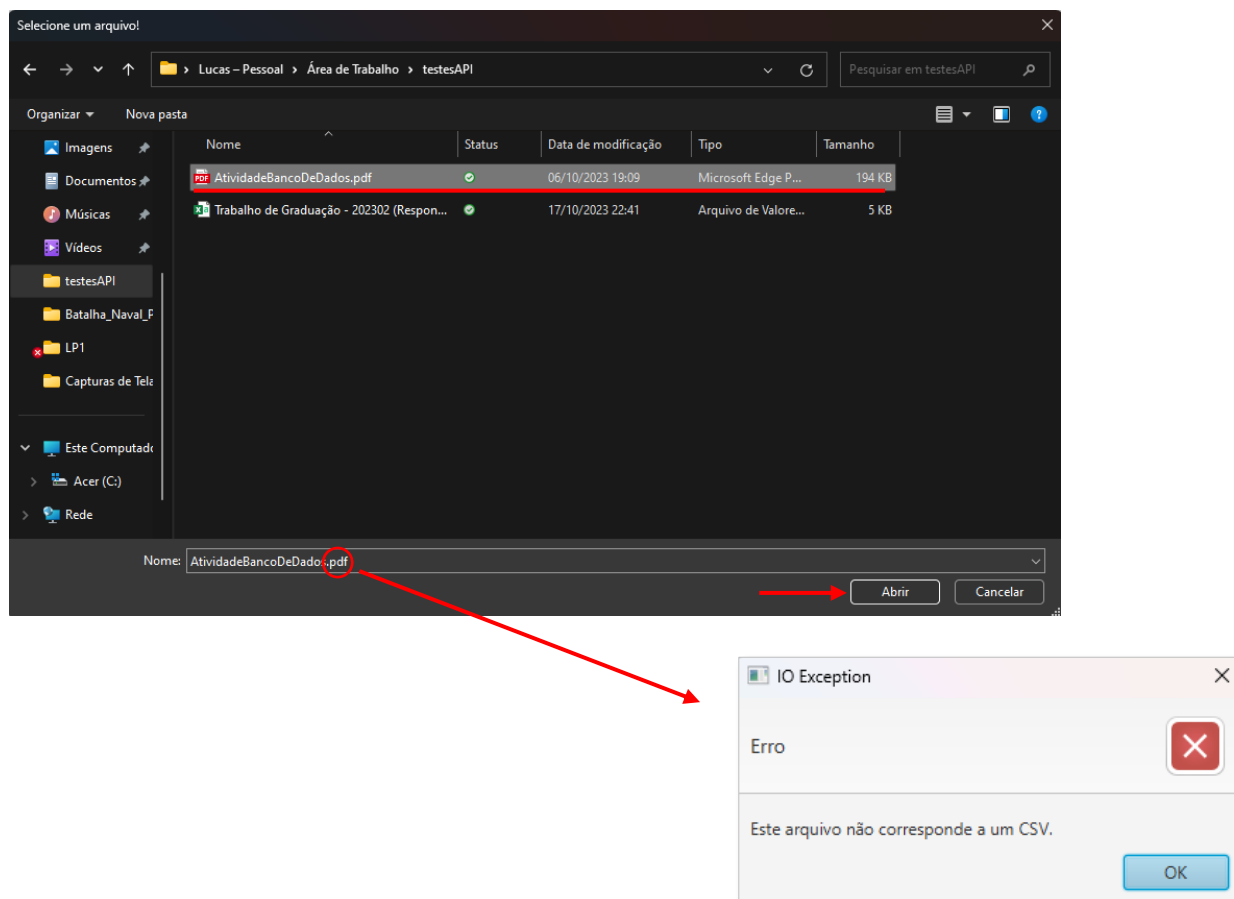 Selecione um arquivo!
Lucas – Pessoal › Área de Trabalho › testesAPI
Pesquisar em testesAPI
Organizar Nova pasta
Nome Status Data de modificação Tipo Tamanho
Imagens
Documentos
Músicas
Vídeos
testesAPI
Batalha_Naval_P
LP1
Capturas de Tela
Este Computado
Acer (C:)
Rede
PDF AtividadeBancoDeDados.pdf 06/10/2023 19:09 Microsoft Edge P... 194 KB
Trabalho de Graduação - 202302 (Respon... 17/10/2023 22:41 Arquivo de Valore... 5 KB
Nome: AtividadeBancoDeDados.pdf
Abrir Cancelar
IO Exception
Erro
Este arquivo não corresponde a um CSV.
OK